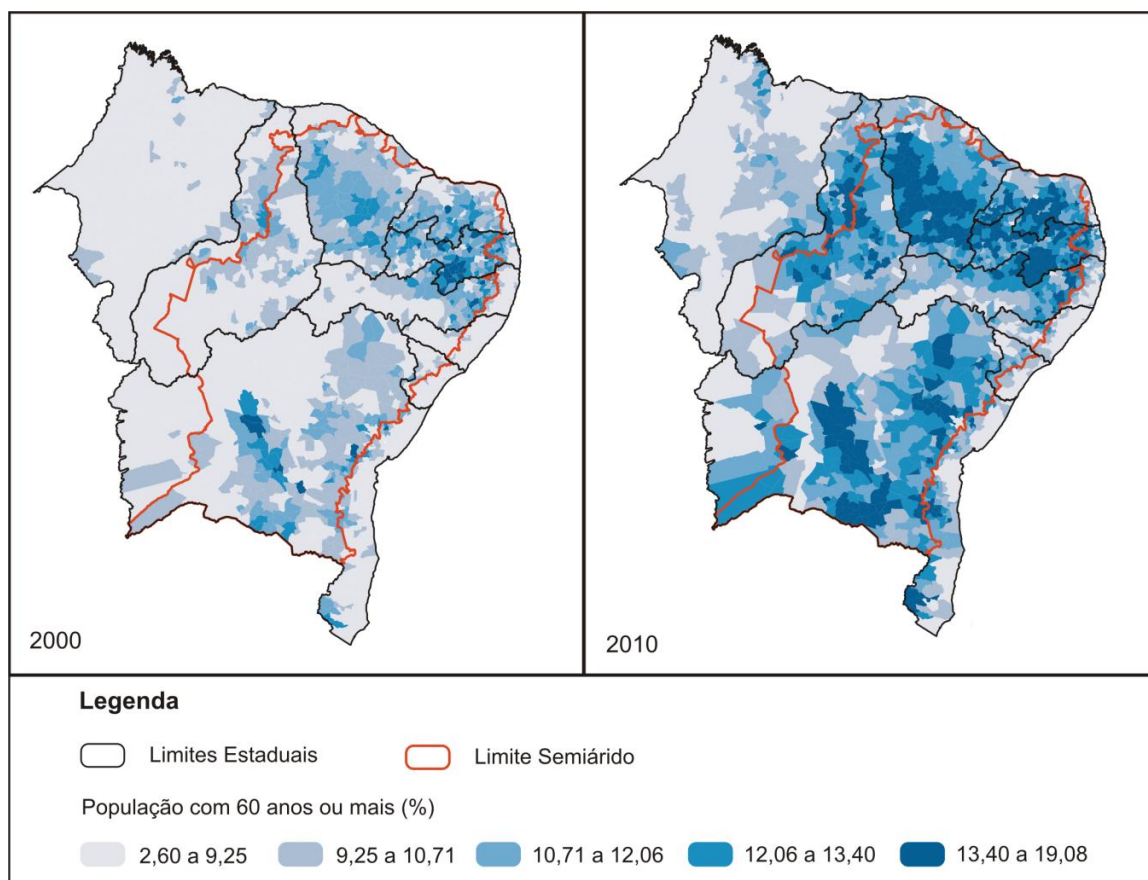 2000
2010
Legenda
Limites Estaduais
Limite Semiárido
População com 60 anos ou mais (%)
2,60 a 9,25
9,25 a 10,71
10,71 a 12,06
12,06 a 13,40
13,40 a 19,08